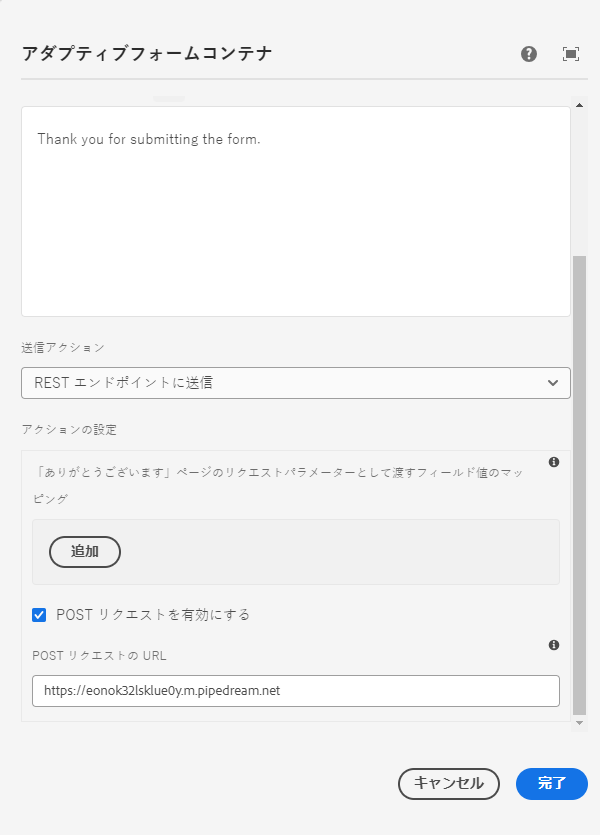 アダプティブフォームコンテナ
Thank you for submitting the form.
送信アクション
REST エンドポイントに送信
アクションの設定
「ありがとうございます」ページのリクエストパラメーターとして渡すフィールド値のマッ
ピング
追加
POST リクエストを有効にする
POST リクエストの URL
https://eonok32lsklue0y.m.pipedream.net
キャンセル
完了